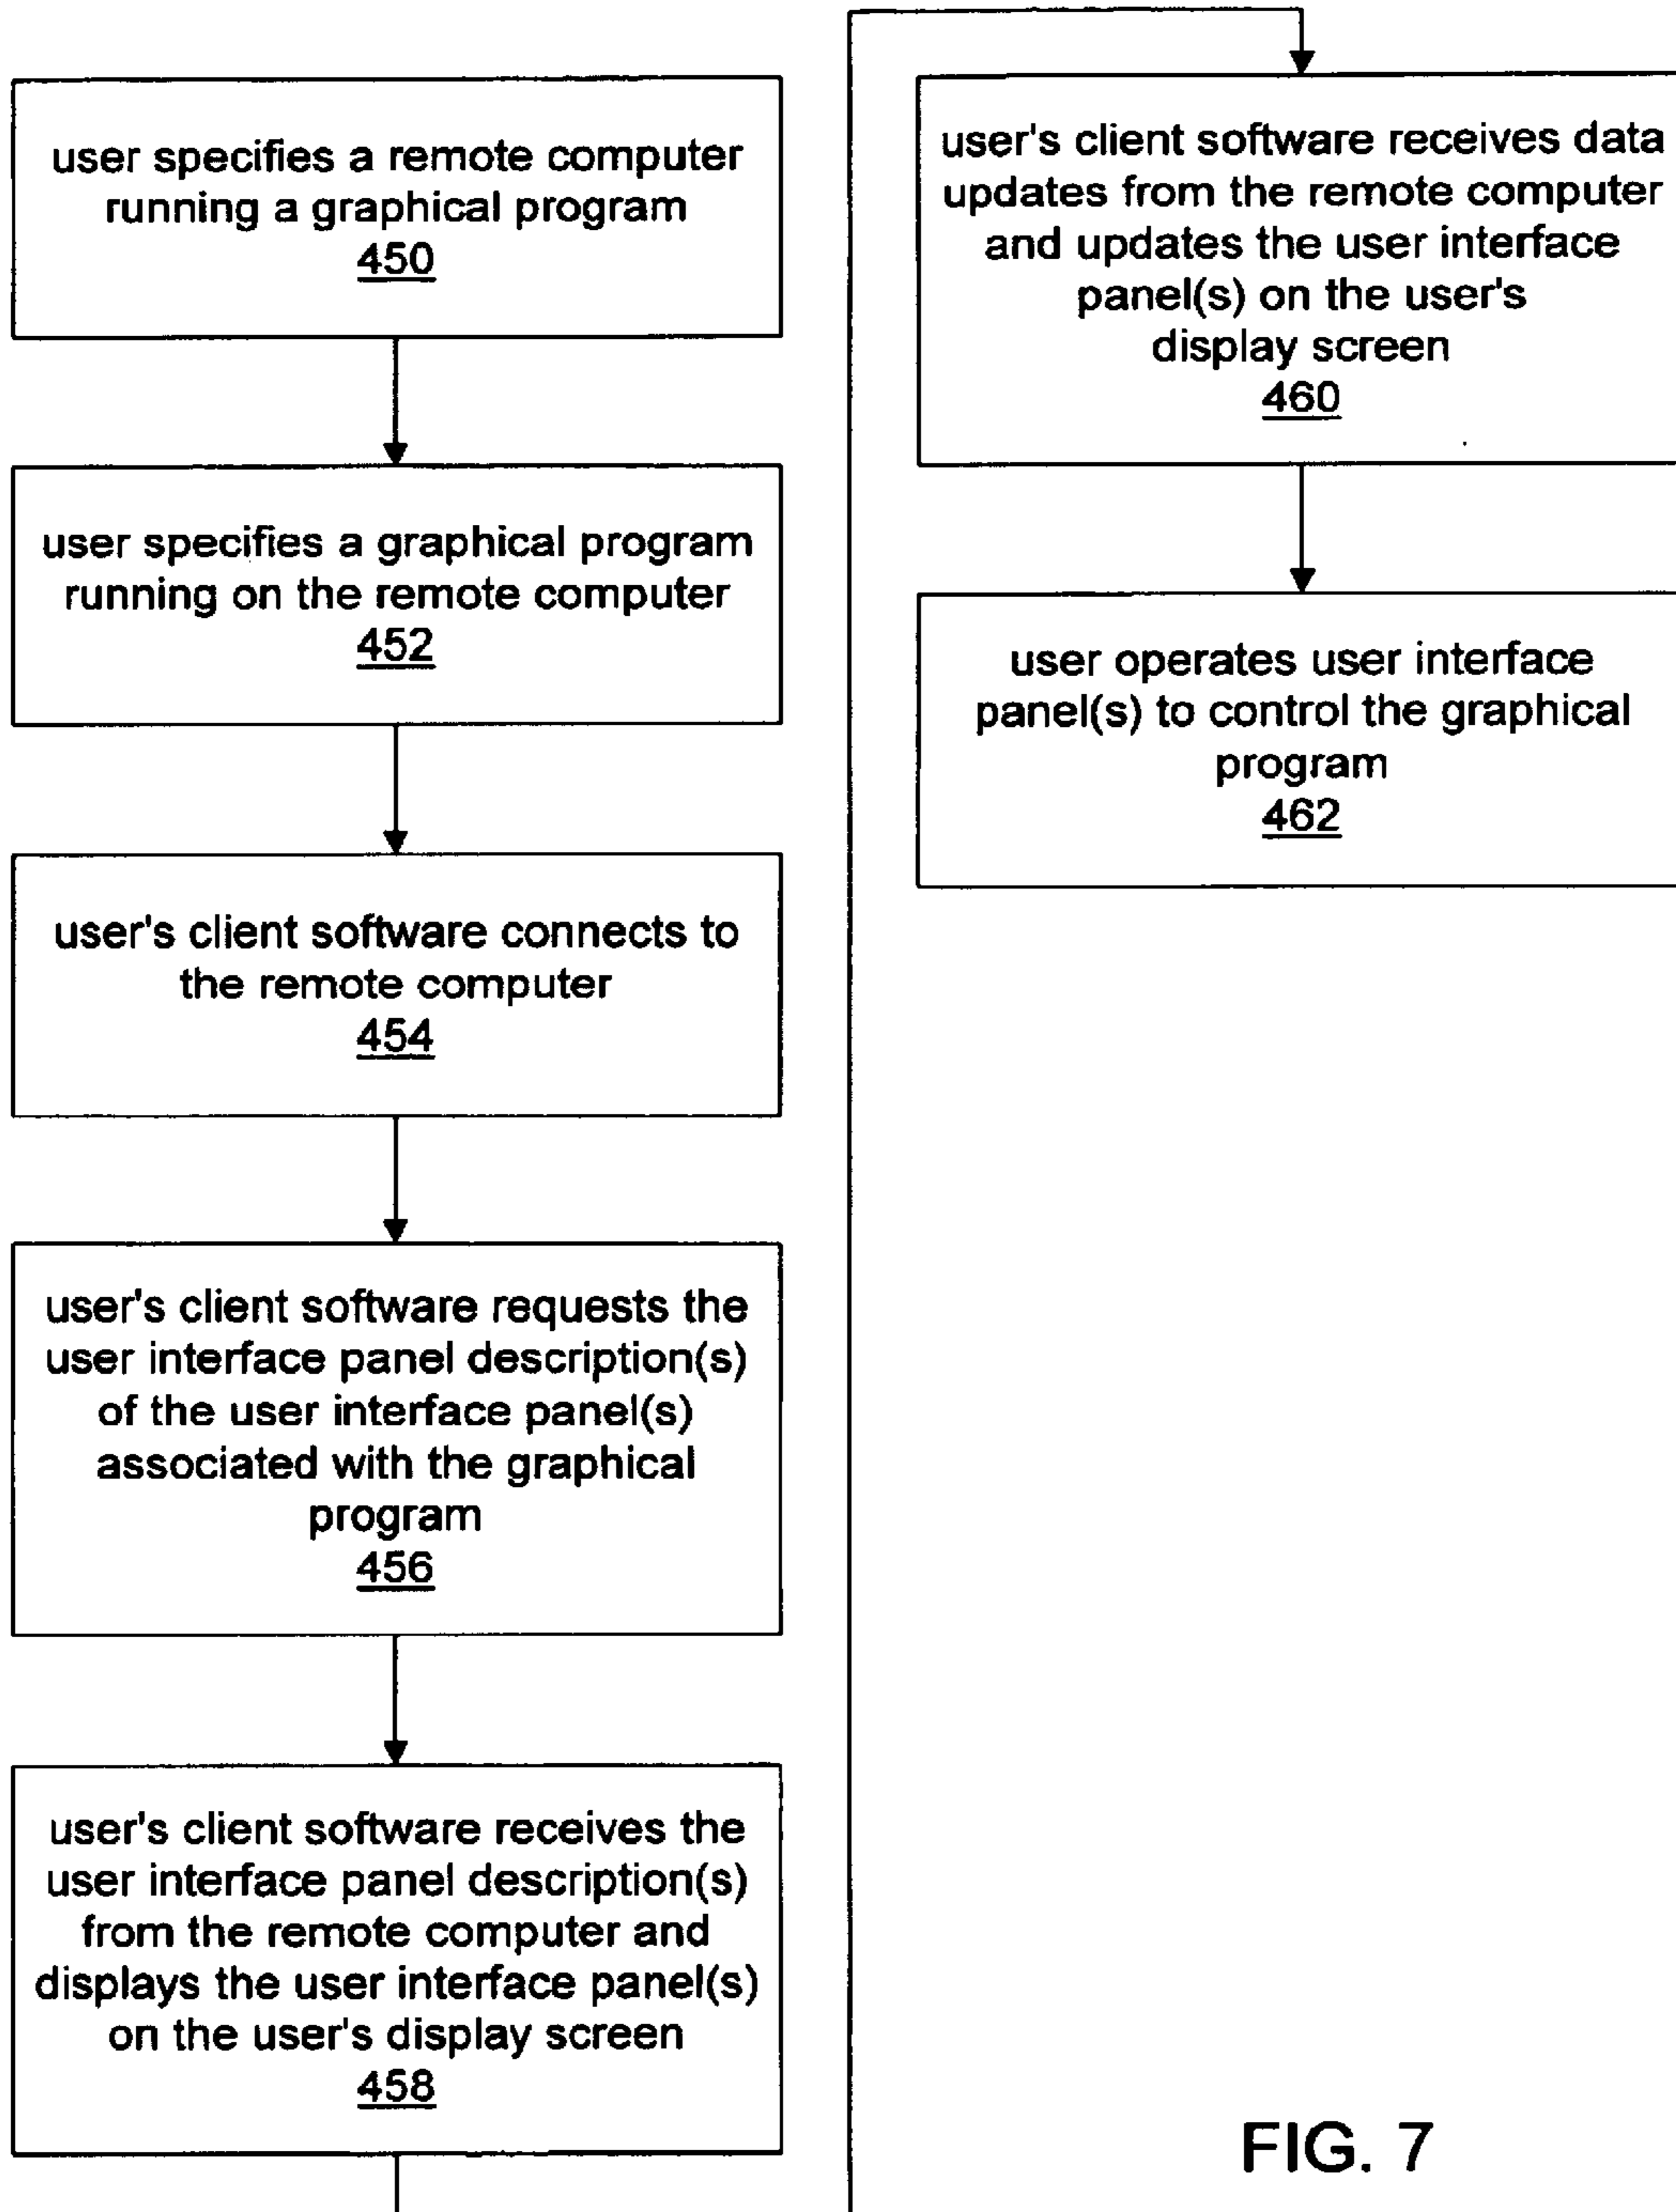 user specifies a remote computer
running a graphical program
450
user specifies a graphical program
running on the remote computer
452
user's client software connects to
the remote computer
454
user's client software requests the
user interface panel description(s)
of the user interface panel(s)
associated with the graphical
program
456
user's client software receives the
user interface panel description(s)
from the remote computer and
displays the user interface panel(s)
on the user's display screen
458
user's client software receives data
updates from the remote computer
and updates the user interface
panel(s) on the user's
display screen
460
user operates user interface
panel(s) to control the graphical
program
462
FIG. 7